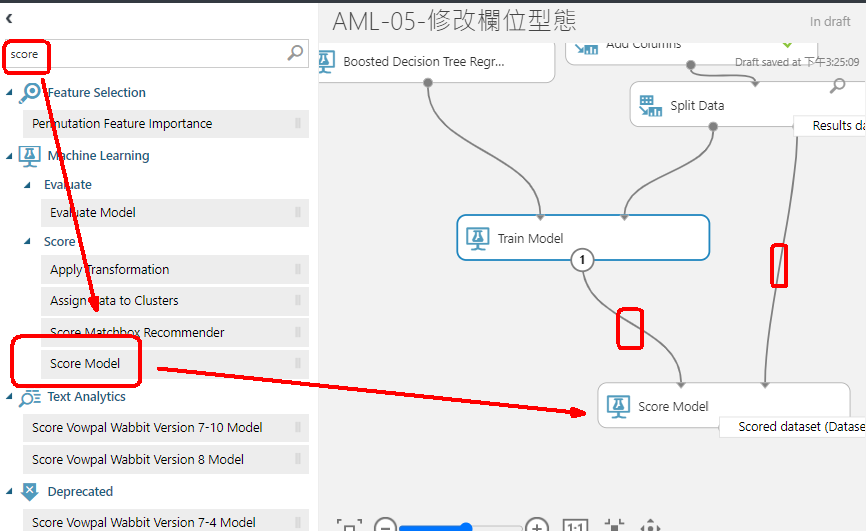 AML-05-修改欄位型態
In draft
Draft saved at 下午3:25:09
score
Feature Selection
Permutation Feature Importance
Machine Learning
Evaluate
Evaluate Model
Score
Apply Transformation
Assign Data to Clusters
Score Matchbox Recommender
Score Model
Text Analytics
Score Vowpal Wabbit Version 7-10 Model
Score Vowpal Wabbit Version 8 Model
Deprecated
Score Vowpal Wabbit Version 7-4 Model
Boosted Decision Tree Regr...
Add Columns
Split Data
Results da
Train Model
1
Score Model
Scored dataset (Datase
1:1